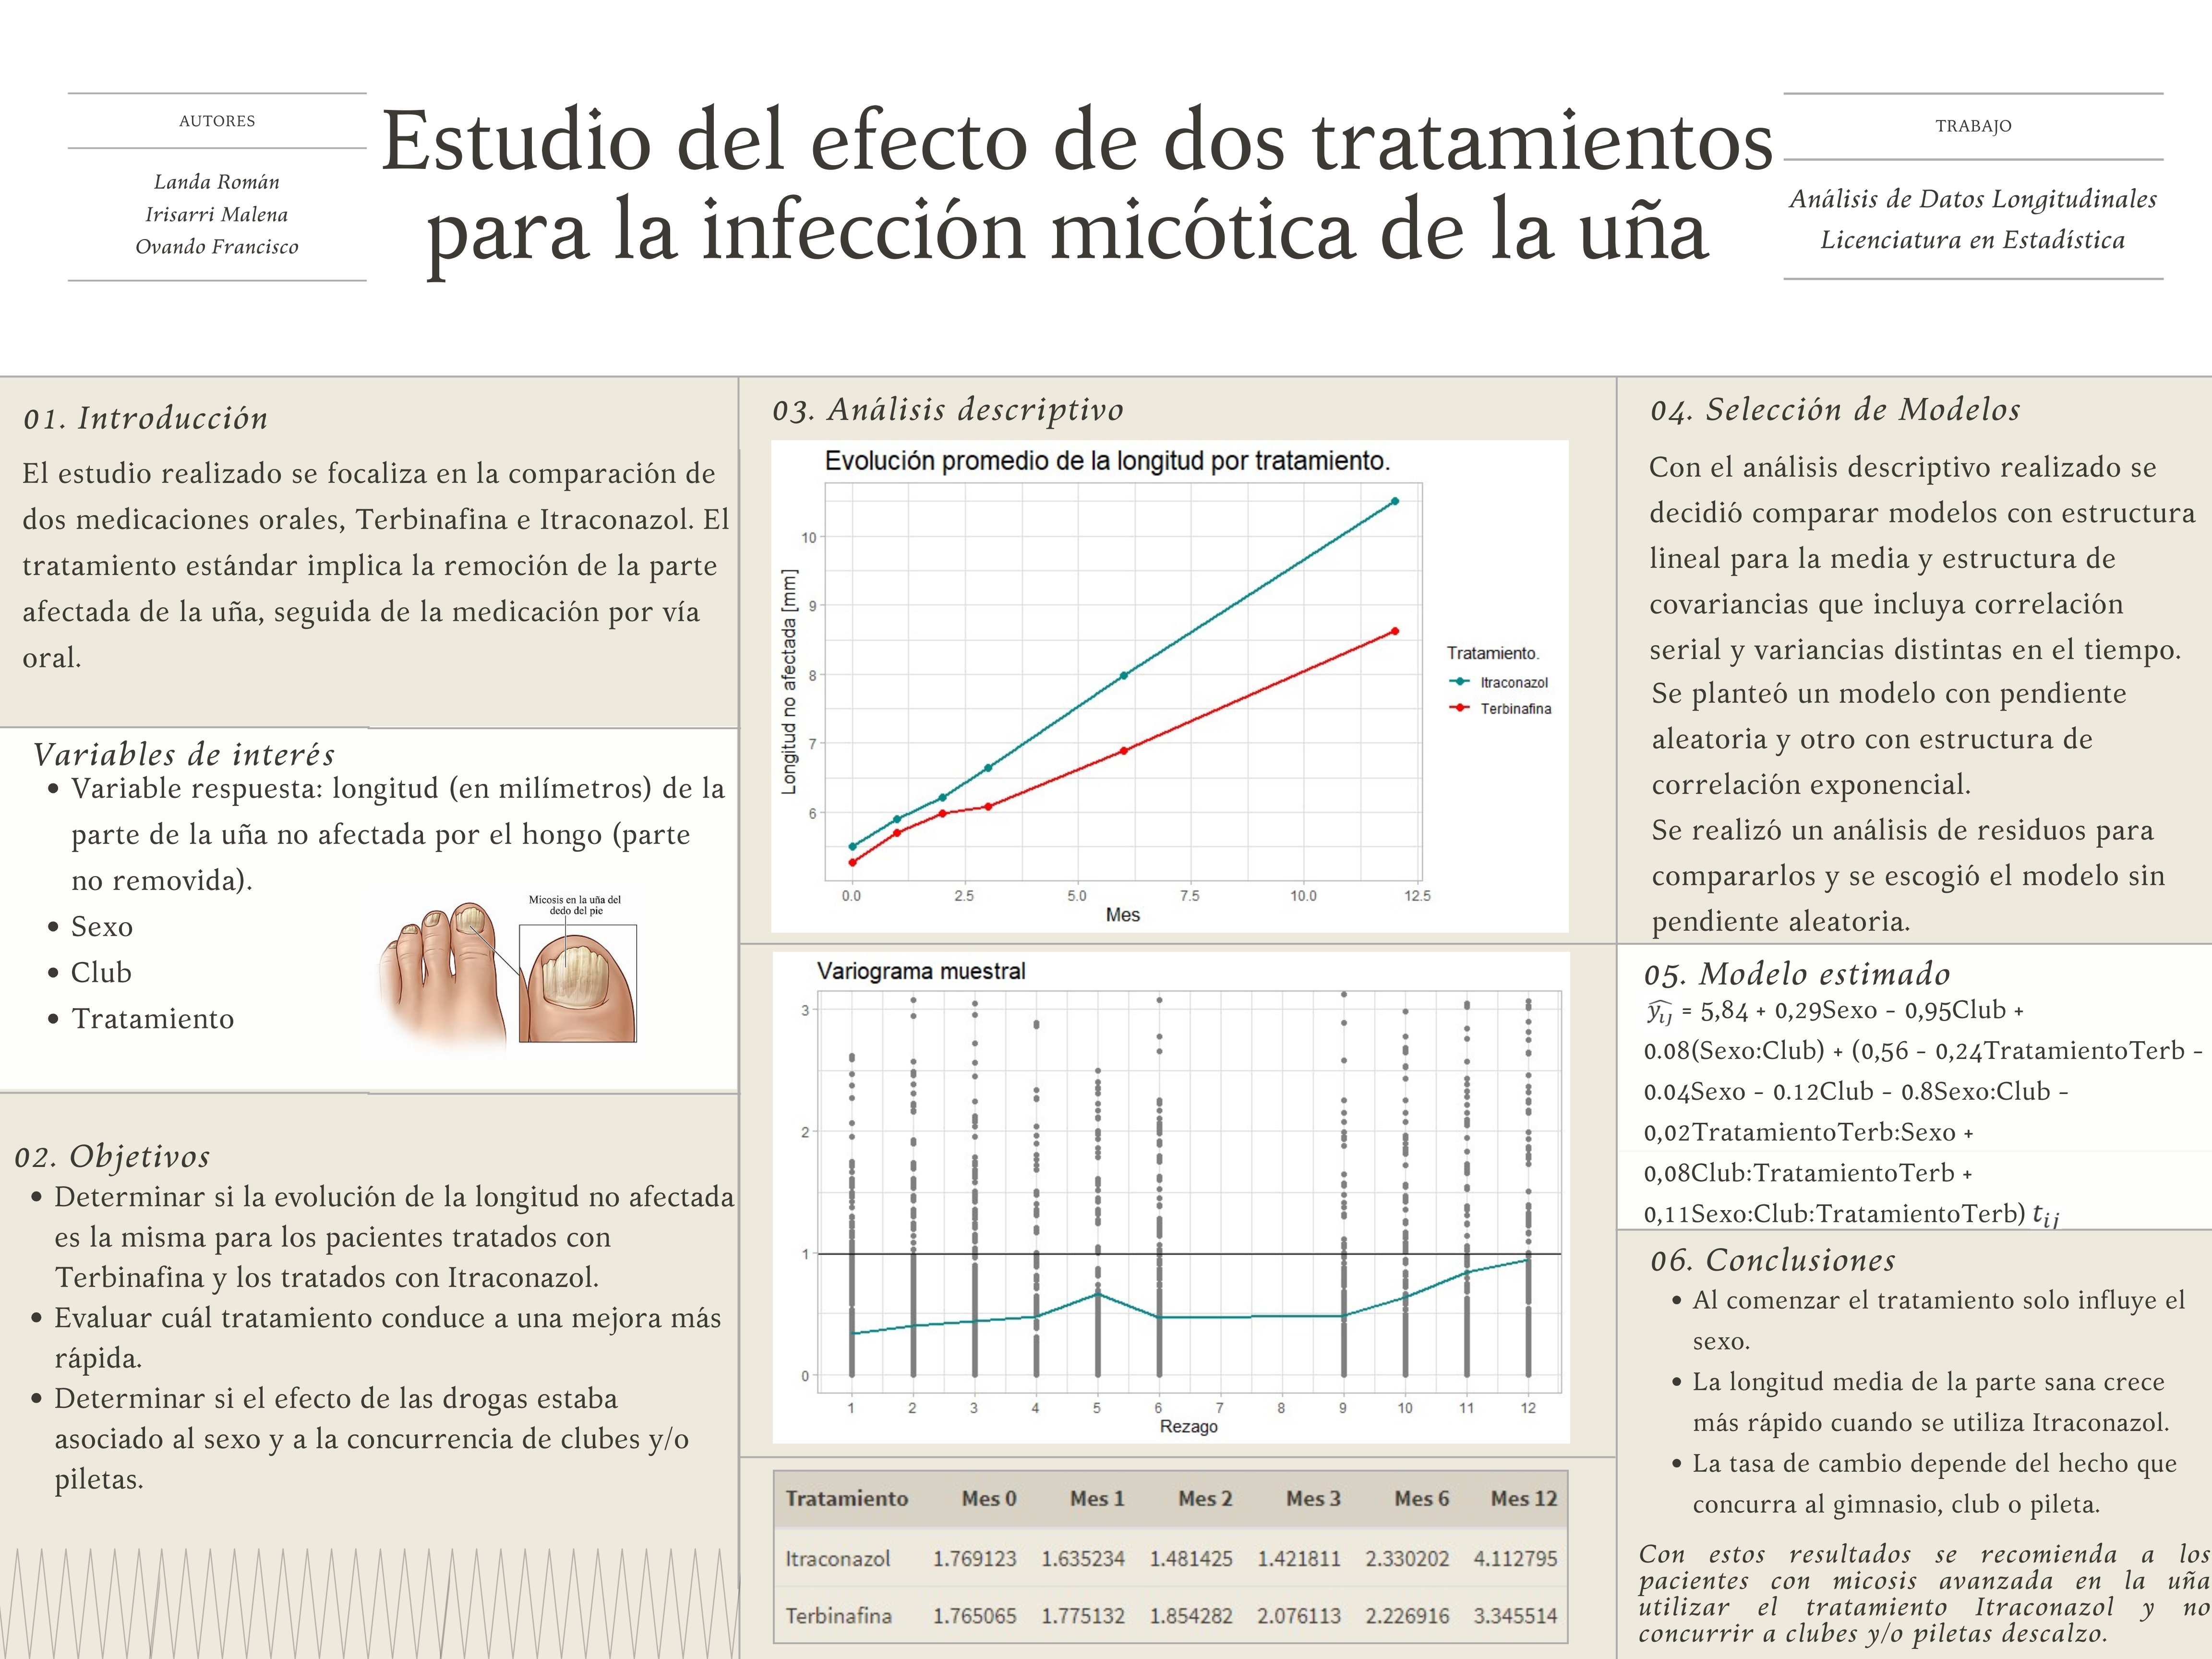 AUTORES
Landa Román
Irisarri Malena
Ovando Francisco
Estudio del efecto de dos tratamientos
para la infección micótica de la uña
TRABAJO
Análisis de Datos Longitudinales
Licenciatura en Estadística
01. Introducción
El estudio realizado se focaliza en la comparación de
dos medicaciones orales, Terbinafina e Itraconazol. El
tratamiento estándar implica la remoción de la parte
afectada de la uña, seguida de la medicación por vía
oral.
Variables de interés
• Variable respuesta: longitud (en milímetros) de la
parte de la uña no afectada por el hongo (parte
no removida).
• Sexo
• Club
• Tratamiento
Micosis en la uña del
dedo del pie
02. Objetivos
• Determinar si la evolución de la longitud no afectada
es la misma para los pacientes tratados con
Terbinafina y los tratados con Itraconazol.
• Evaluar cuál tratamiento conduce a una mejora más
rápida.
• Determinar si el efecto de las drogas estaba
asociado al sexo y a la concurrencia de clubes y/o
piletas.
03. Análisis descriptivo
Evolución promedio de la longitud por tratamiento.
Longitud no afectada [mm]
10
9
8
7
6
0.0 2.5 5.0 7.5 10.0 12.5
Mes
Tratamiento.
Itraconazol
Terbinafina
Variograma muestral
3
2
1
0
1 2 3 4 5 6 7 8 9 10 11 12
Rezago
Tratamiento Mes 0 Mes 1 Mes 2 Mes 3 Mes 6 Mes 12
Itraconazol 1.769123 1.635234 1.481425 1.421811 2.330202 4.112795
Terbinafina 1.765065 1.775132 1.854282 2.076113 2.226916 3.345514
04. Selección de Modelos
Con el análisis descriptivo realizado se
decidió comparar modelos con estructura
lineal para la media y estructura de
covariancias que incluya correlación
serial y variancias distintas en el tiempo.
Se planteó un modelo con pendiente
aleatoria y otro con estructura de
correlación exponencial.
Se realizó un análisis de residuos para
compararlos y se escogió el modelo sin
pendiente aleatoria.
05. Modelo estimado
ŷij = 5,84 + 0,29Sexo - 0,95Club +
0.08(Sexo:Club) + (0,56 - 0,24TratamientoTerb -
0.04Sexo - 0.12Club - 0.8Sexo:Club -
0,02TratamientoTerb:Sexo +
0,08Club:TratamientoTerb +
0,11Sexo:Club:TratamientoTerb) tij
06. Conclusiones
• Al comenzar el tratamiento solo influye el
sexo.
• La longitud media de la parte sana crece
más rápido cuando se utiliza Itraconazol.
• La tasa de cambio depende del hecho que
concurra al gimnasio, club o pileta.
Con estos resultados se recomienda a los
pacientes con micosis avanzada en la uña
utilizar el tratamiento Itraconazol y no
concurrir a clubes y/o piletas descalzo.